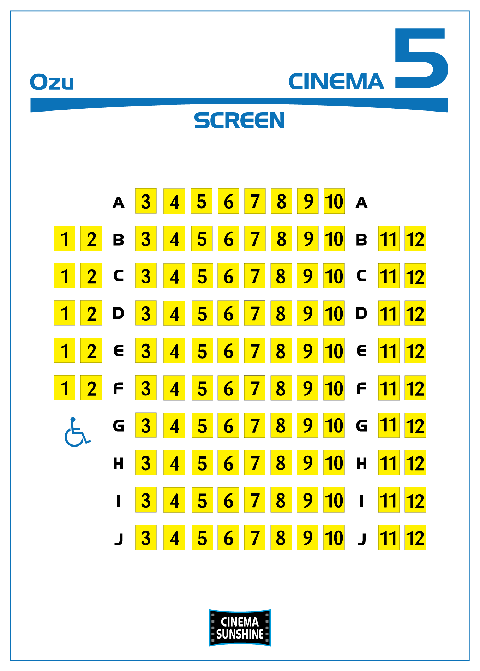 Ozu CINEMA 5
SCREEN
A 3 4 5 6 7 8 9 10 A
1 2 B 3 4 5 6 7 8 9 10 B 11 12
1 2 C 3 4 5 6 7 8 9 10 C 11 12
1 2 D 3 4 5 6 7 8 9 10 D 11 12
1 2 E 3 4 5 6 7 8 9 10 E 11 12
1 2 F 3 4 5 6 7 8 9 10 F 11 12
G 3 4 5 6 7 8 9 10 G 11 12
H 3 4 5 6 7 8 9 10 H 11 12
I 3 4 5 6 7 8 9 10 I 11 12
J 3 4 5 6 7 8 9 10 J 11 12
CINEMA
SUNSHINE